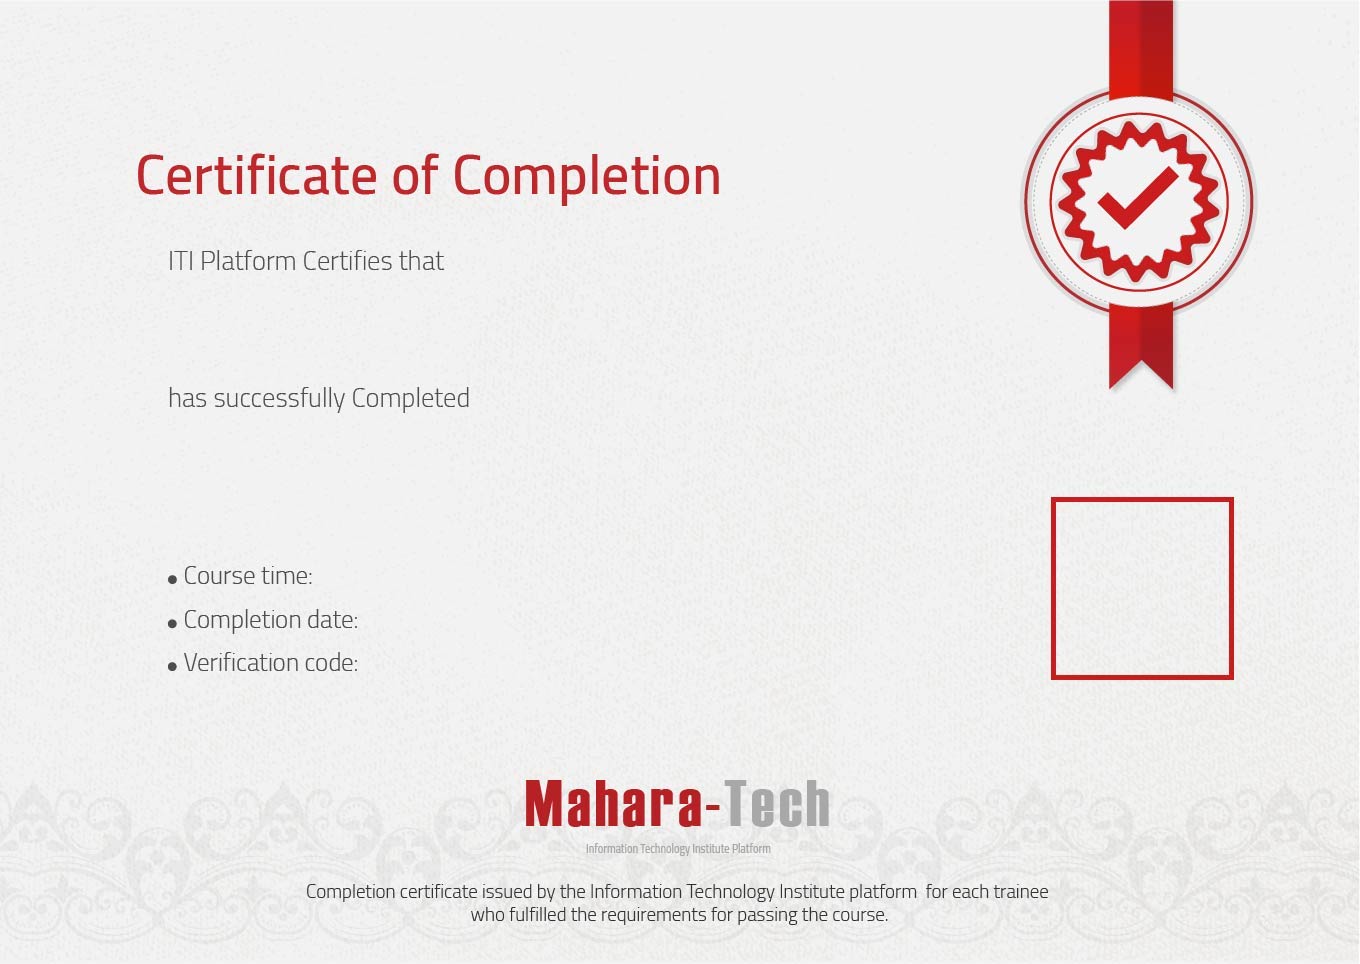 Certificate of Completion
ITI Platform Certifies that
has successfully Completed
● Course time:
● Completion date:
● Verification code:
Mahara-Tech
Information Technology Institute Platform
Completion certificate issued by the Information Technology Institute platform for each trainee
who fulfilled the requirements for passing the course.